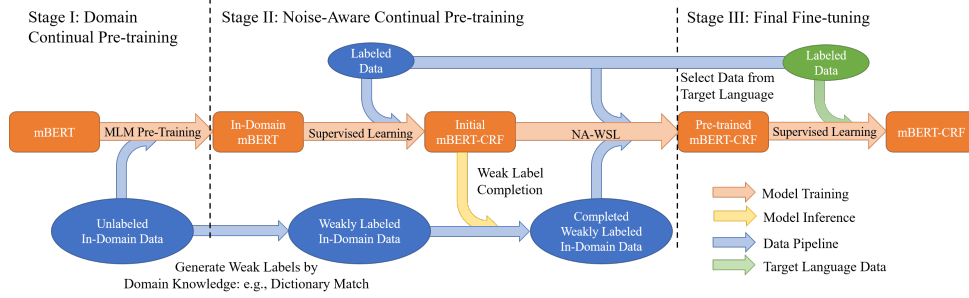 Stage I: Domain
Continual Pre-training
Stage II: Noise-Aware Continual Pre-training
Stage III: Final Fine-tuning
Labeled
Data
Labeled
Data
Select Data from
Target Language
mBERT
MLM Pre-Training
In-Domain
mBERT
Supervised Learning
Initial
mBERT-CRF
NA-WSL
Pre-trained
mBERT-CRF
Supervised Learning
mBERT-CRF
Weak Label
Completion
Unlabeled
In-Domain Data
Weakly Labeled
In-Domain Data
Completed
Weakly Labeled
In-Domain Data
Generate Weak Labels by
Domain Knowledge: e.g., Dictionary Match
Model Training
Model Inference
Data Pipeline
Target Language Data